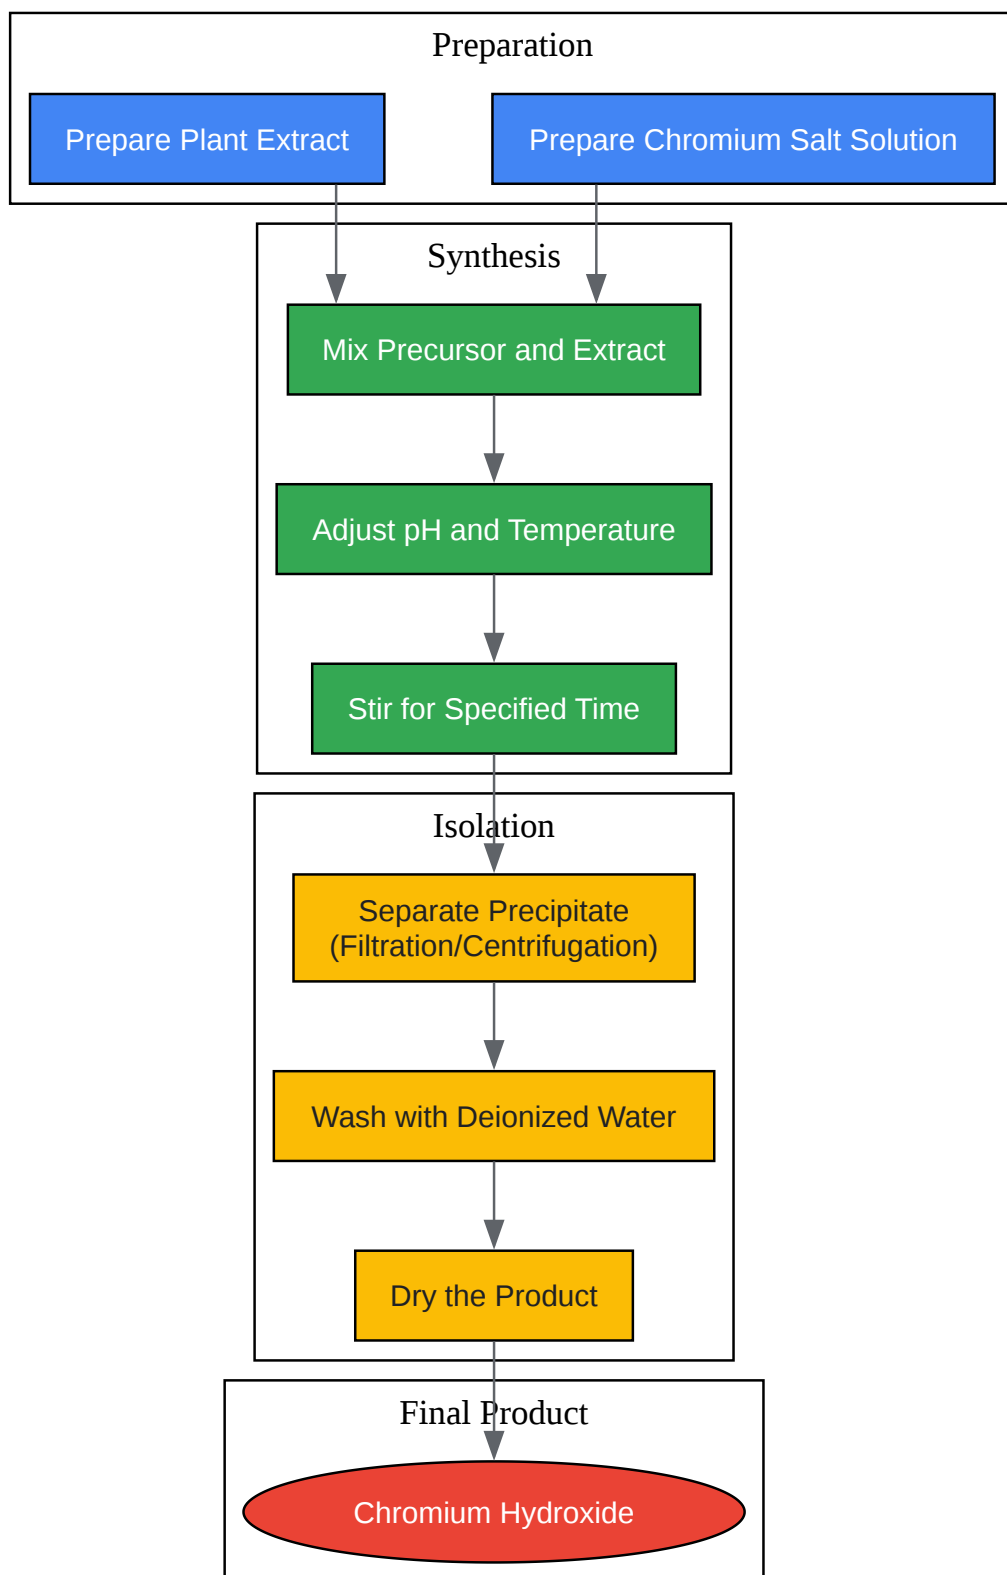 Preparation
Prepare Plant Extract
Prepare Chromium Salt Solution
Synthesis
Mix Precursor and Extract
Adjust pH and Temperature
Stir for Specified Time
Isolation
Separate Precipitate
(Filtration/Centrifugation)
Wash with Deionized Water
Dry the Product
Final Product
Chromium Hydroxide